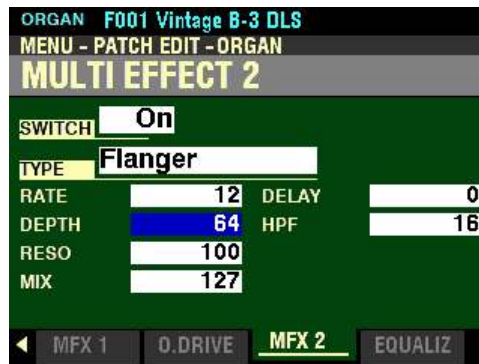 ORGAN F001 Vintage B-3 DLS
MENU - PATCH EDIT - ORGAN
MULTI EFFECT 2
SWITCH On
TYPE Flanger
RATE 12 DELAY 0
DEPTH 64 HPF 16
RESO 100
MIX 127
MFX 1 O.DRIVE MFX 2 EQUALIZ